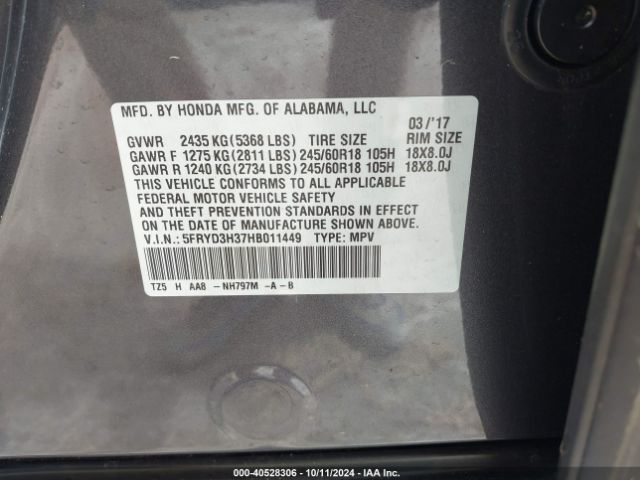 MFD. BY HONDA MFG. OF ALABAMA, LLC
03/'17
GVWR 2435 KG (5368 LBS) TIRE SIZE RIM SIZE
GAWR F 1275 KG (2811 LBS) 245/60R18 105H 18X8.0J
GAWR R 1240 KG (2734 LBS) 245/60R18 105H 18X8.0J
THIS VEHICLE CONFORMS TO ALL APPLICABLE
FEDERAL MOTOR VEHICLE SAFETY
AND THEFT PREVENTION STANDARDS IN EFFECT
ON THE DATE OF MANUFACTURE SHOWN ABOVE.
V.I.N.: 5FRYD3H37HB011449 TYPE: MPV
TZ5 H AA8 - NH797M -A-B
000-40528306 - 10/11/2024 - IAA Inc.